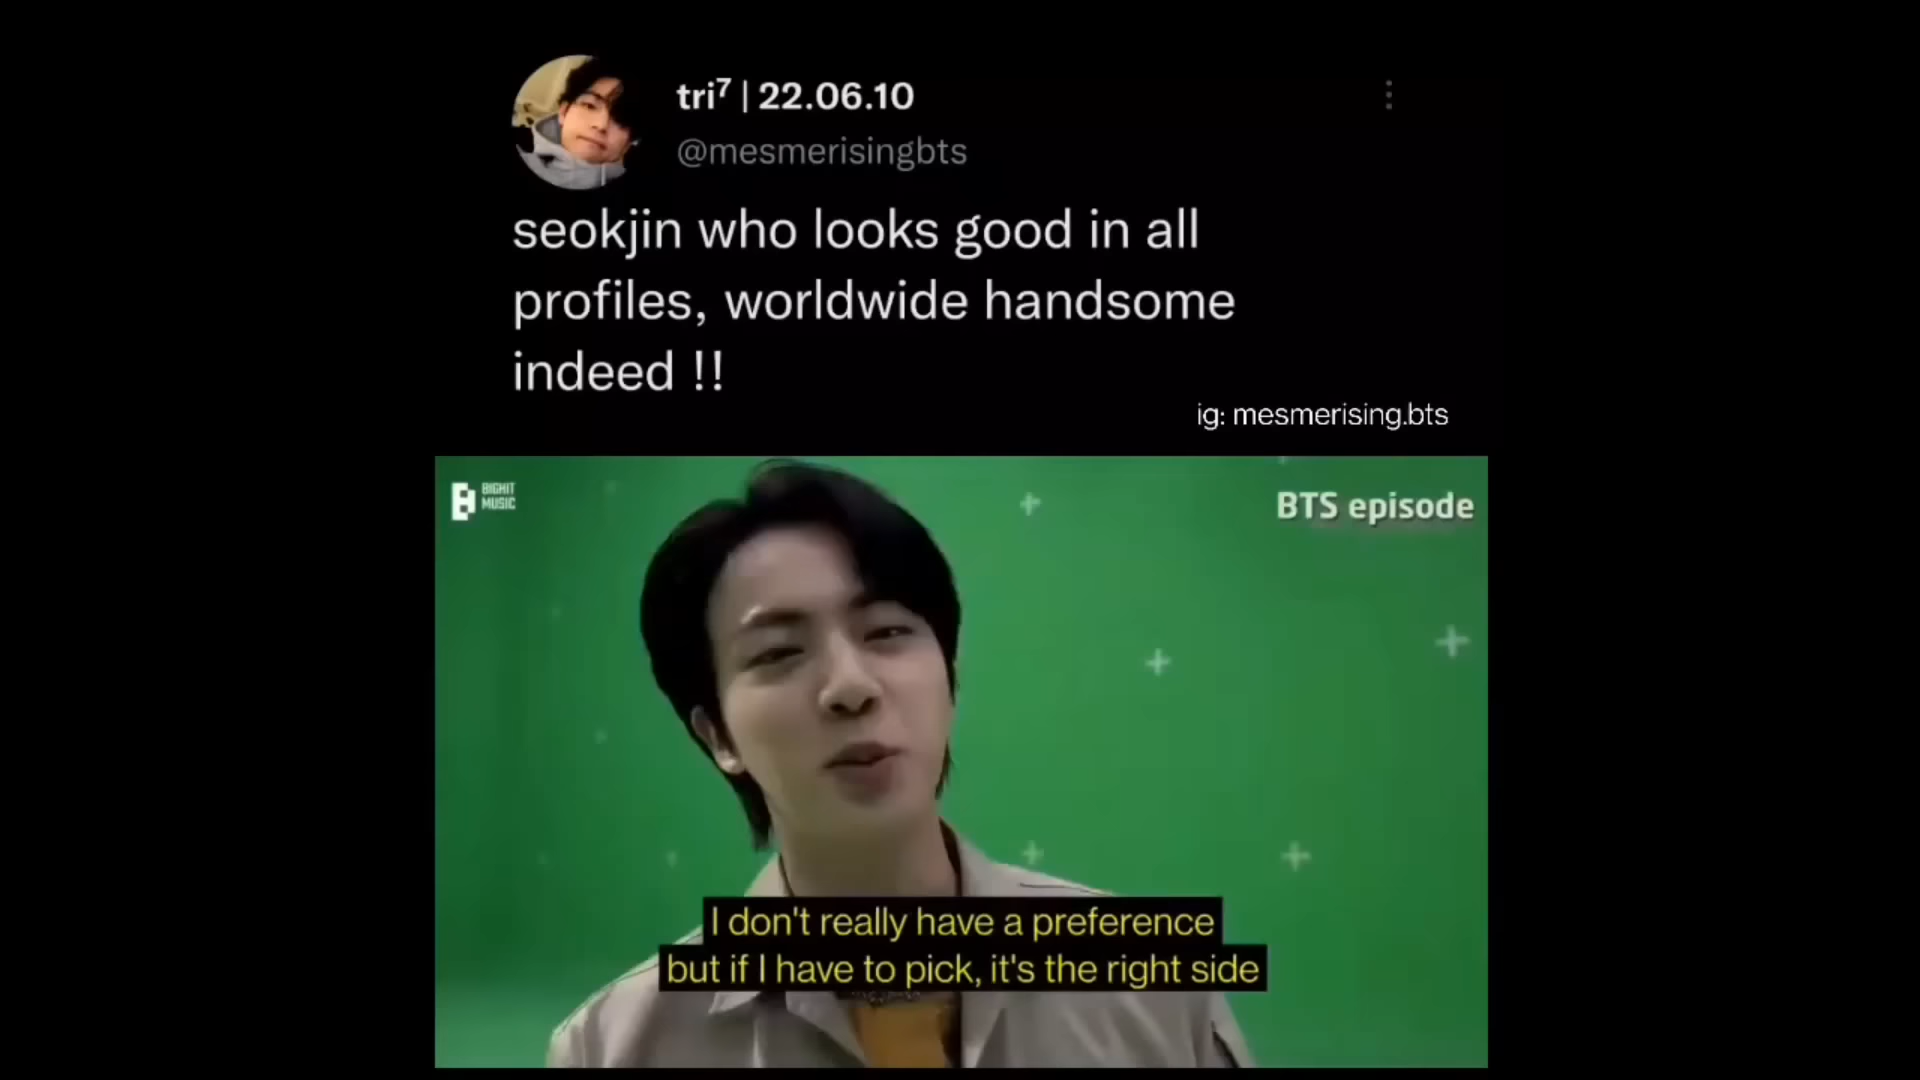 tri⁷ | 22.06.10
@mesmerisingbts
seokjin who looks good in all
profiles, worldwide handsome
indeed !!
ig: mesmerising.bts
BIGHIT
MUSIC
BTS episode
I don't really have a preference
but if I have to pick, it's the right side